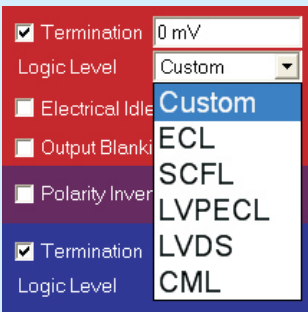 Termination 0 mV
Logic Level Custom
Electrical Idle
Custom
Output Blanki
ECL
SCFL
Polarity Inver
LVPECL
LVDS
Termination
CML
Logic Level